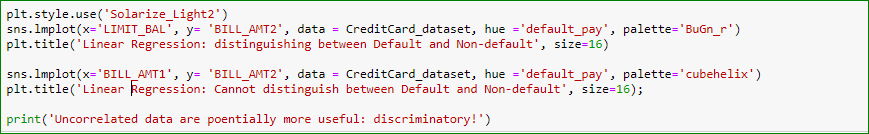 plt.style.use('Solarize_Light2')
sns.lmplot(x='LIMIT_BAL', y= 'BILL_AMT2', data = CreditCard_dataset, hue ='default_pay', palette='BuGn_r')
plt.title('Linear Regression: distinguishing between Default and Non-default', size=16)
sns.lmplot(x='BILL_AMT1', y= 'BILL_AMT2', data = CreditCard_dataset, hue ='default_pay', palette='cubehelix')
plt.title('Linear Regression: Cannot distinguish between Default and Non-default', size=16);
print('Uncorrelated data are poentially more useful: discriminatory!')